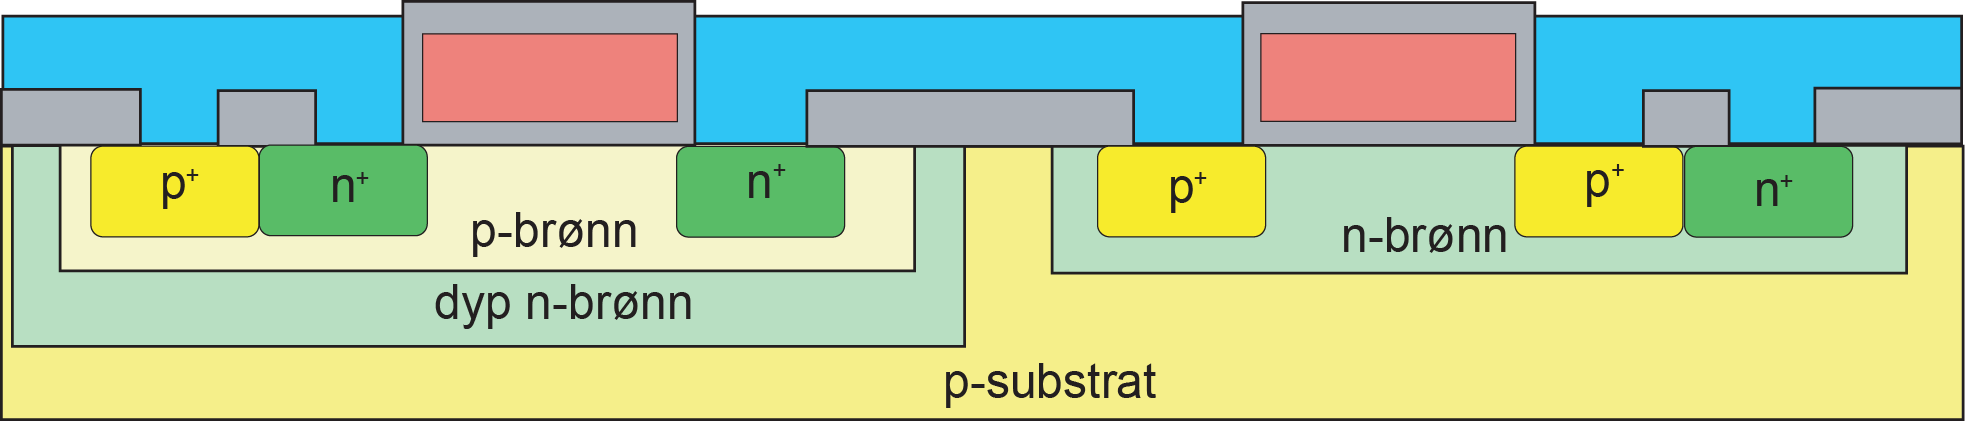 p⁺
n⁺
n⁺
p⁺
p⁺
n⁺
p-brønn
n-brønn
dyp n-brønn
p-substrat